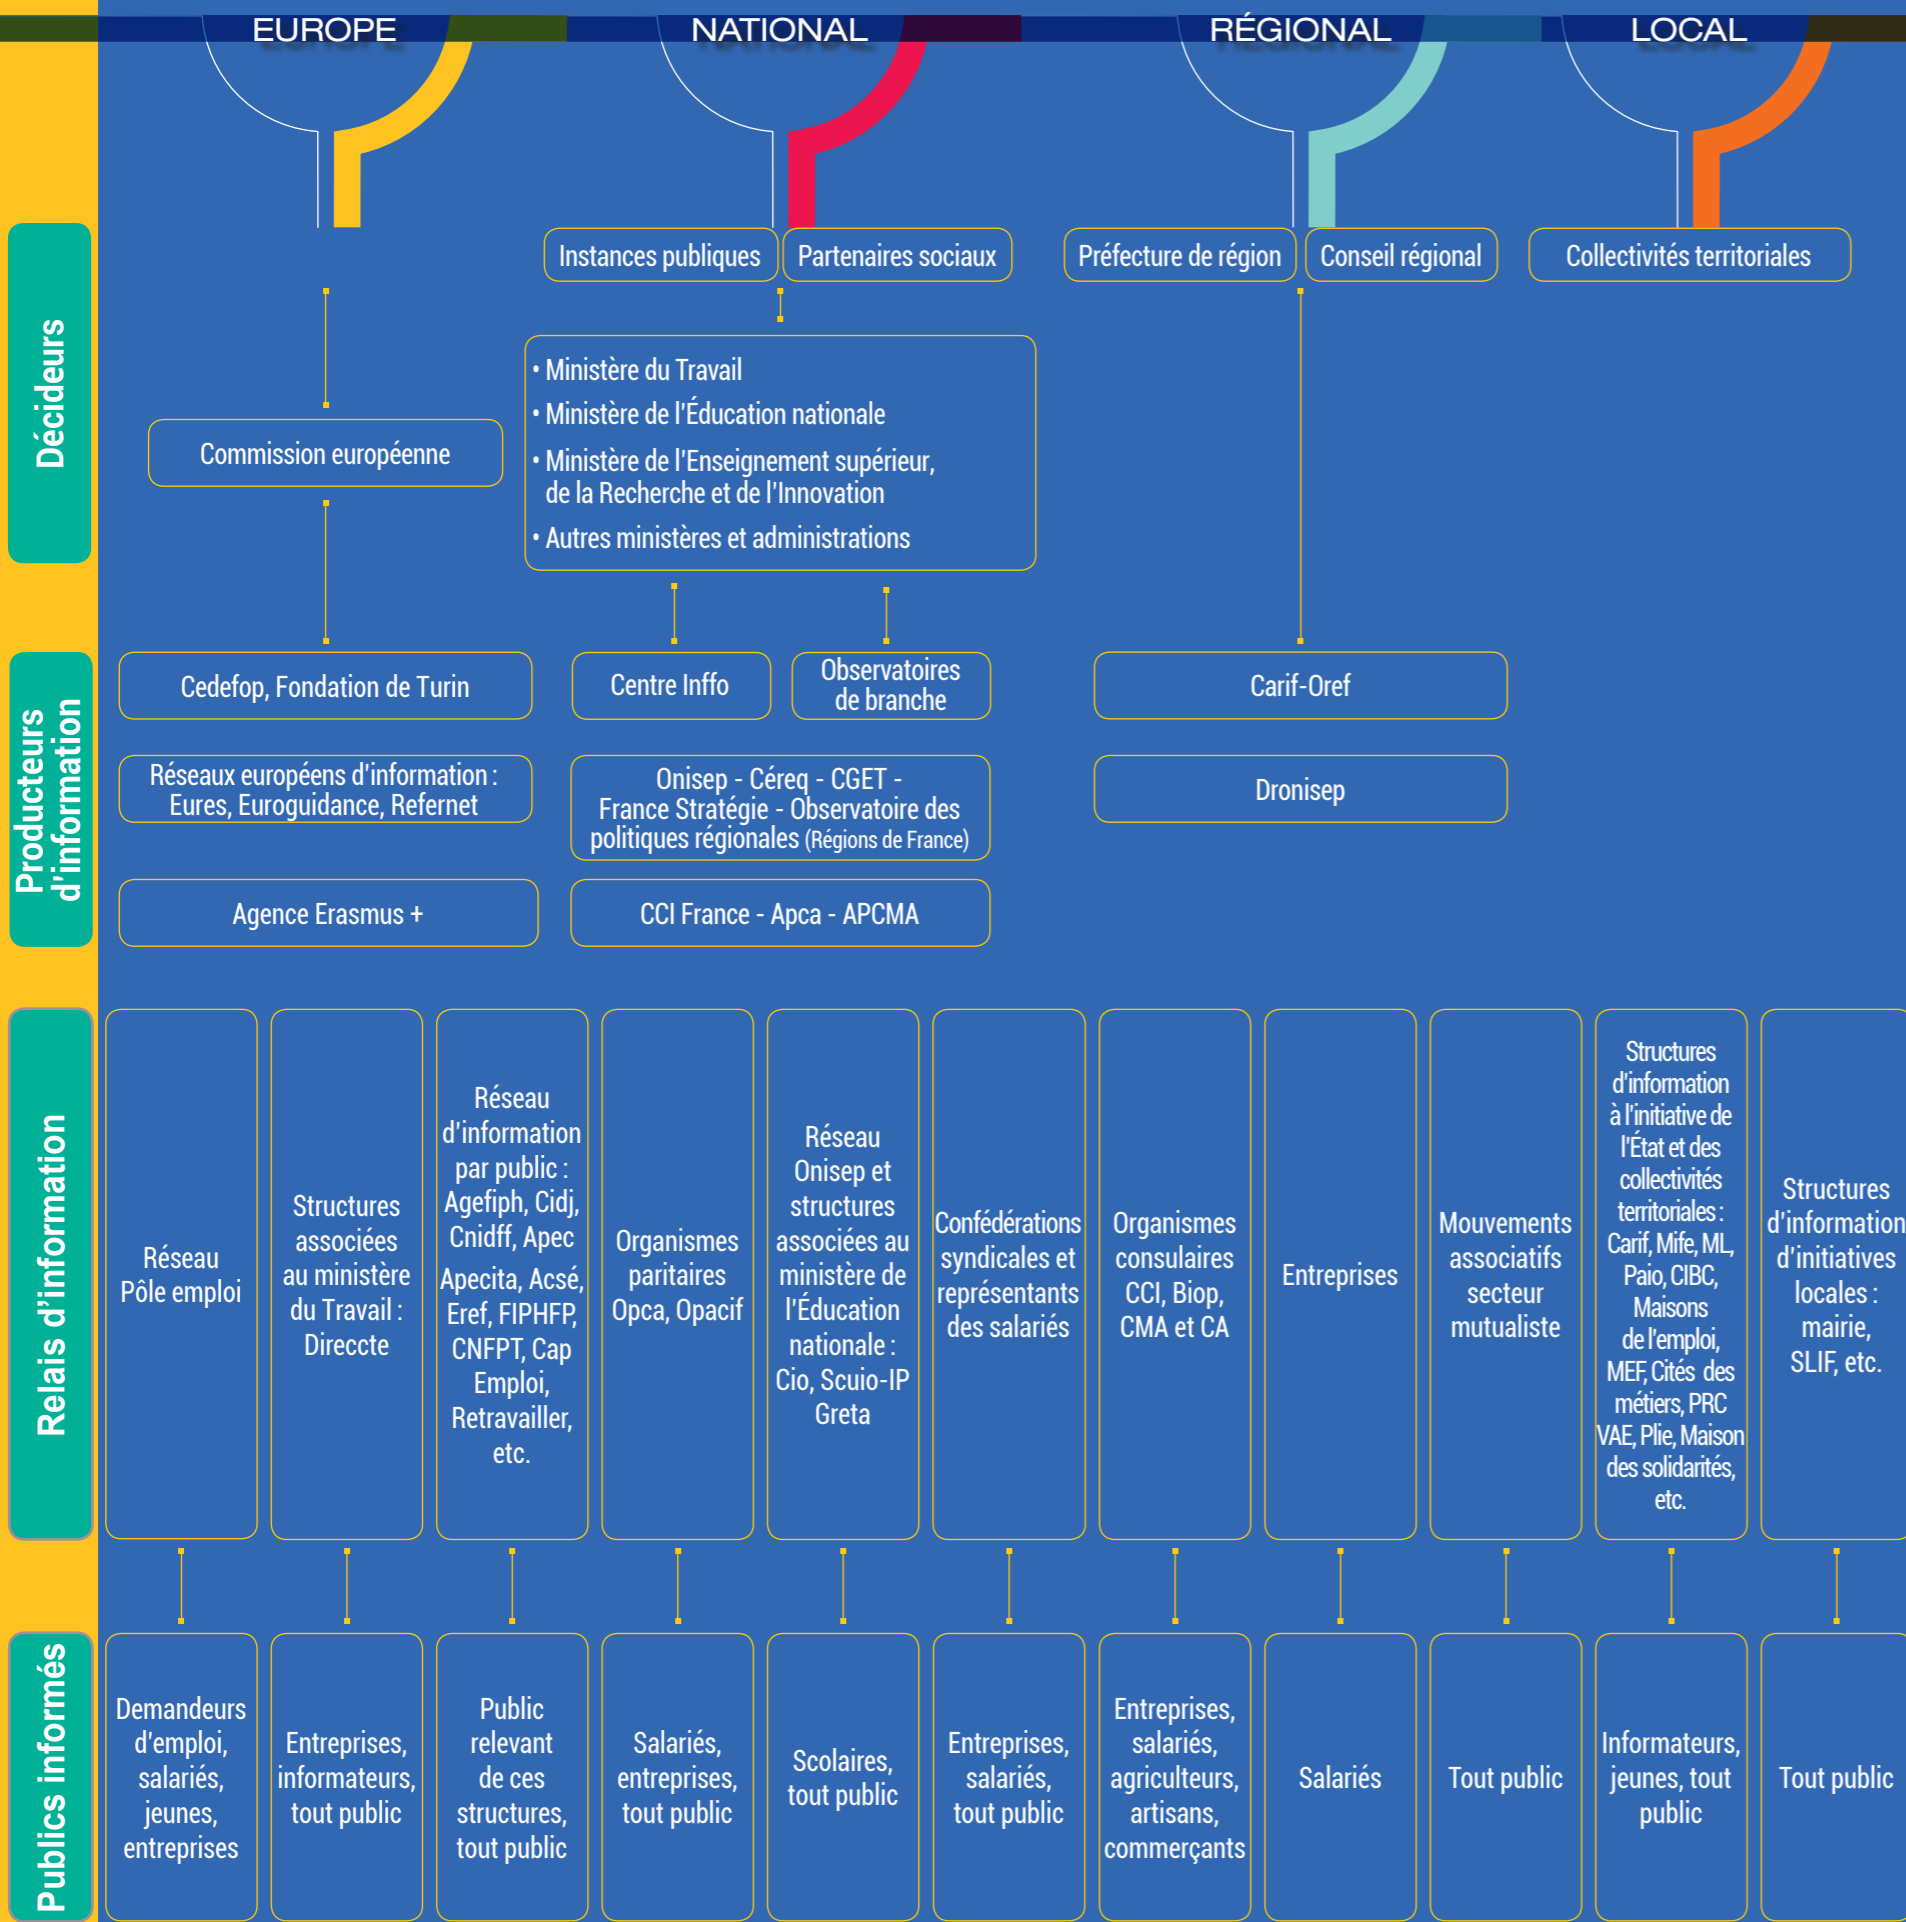 EUROPE
NATIONAL
RÉGIONAL
LOCAL
Décideurs
Instances publiques
Partenaires sociaux
Préfecture de région
Conseil régional
Collectivités territoriales
Commission européenne
• Ministère du Travail
• Ministère de l'Éducation nationale
• Ministère de l'Enseignement supérieur,
de la Recherche et de l'Innovation
• Autres ministères et administrations
Producteurs
d'information
Cedefop, Fondation de Turin
Centre Inffo
Observatoires
de branche
Carif-Oref
Réseaux européens d'information :
Eures, Euroguidance, Refernet
Onisep - Céreq - CGET -
France Stratégie - Observatoire des
politiques régionales (Régions de France)
Dronisep
Agence Erasmus +
CCI France - Apca - APCMA
Relais d'information
Réseau
Pôle emploi
Structures
associées
au ministère
du Travail :
Direccte
Réseau
d'information
par public :
Agefiph, Cidj,
Cnidff, Apec
Apecita, Acsé,
Eref, FIPHFP,
CNFPT, Cap
Emploi,
Retravailler,
etc.
Organismes
paritaires
Opca, Opacif
Réseau
Onisep et
structures
associées au
ministère de
l'Éducation
nationale :
Cio, Scuio-IP
Greta
Confédérations
syndicales et
représentants
des salariés
Organismes
consulaires
CCI, Biop,
CMA et CA
Entreprises
Mouvements
associatifs
secteur
mutualiste
Structures
d'information
à l'initiative de
l'État et des
collectivités
territoriales :
Carif, Mife, ML,
Paio, CIBC,
Maisons
de l'emploi,
MEF, Cités des
métiers, PRC
VAE, Plie, Maison
des solidarités,
etc.
Structures
d'information
d'initiatives
locales :
mairie,
SLIF, etc.
Publics informés
Demandeurs
d'emploi,
salariés,
jeunes,
entreprises
Entreprises,
informateurs,
tout public
Public
relevant
de ces
structures,
tout public
Salariés,
entreprises,
tout public
Scolaires,
tout public
Entreprises,
salariés,
tout public
Entreprises,
salariés,
agriculteurs,
artisans,
commerçants
Salariés
Tout public
Informateurs,
jeunes, tout
public
Tout public